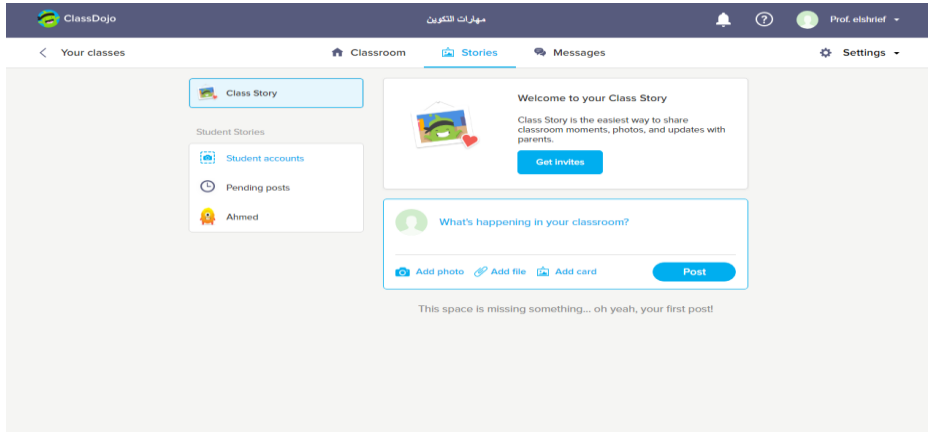 ClassDojo
مهارات التكوين
Prof. elshrief
Your classes
Classroom
Stories
Messages
Settings
Class Story
Student Stories
Student accounts
Pending posts
Ahmed
Welcome to your Class Story
Class Story is the easiest way to share
classroom moments, photos, and updates with
parents.
Get invites
What's happening in your classroom?
Add photo
Add file
Add card
Post
This space is missing something... oh yeah, your first post!